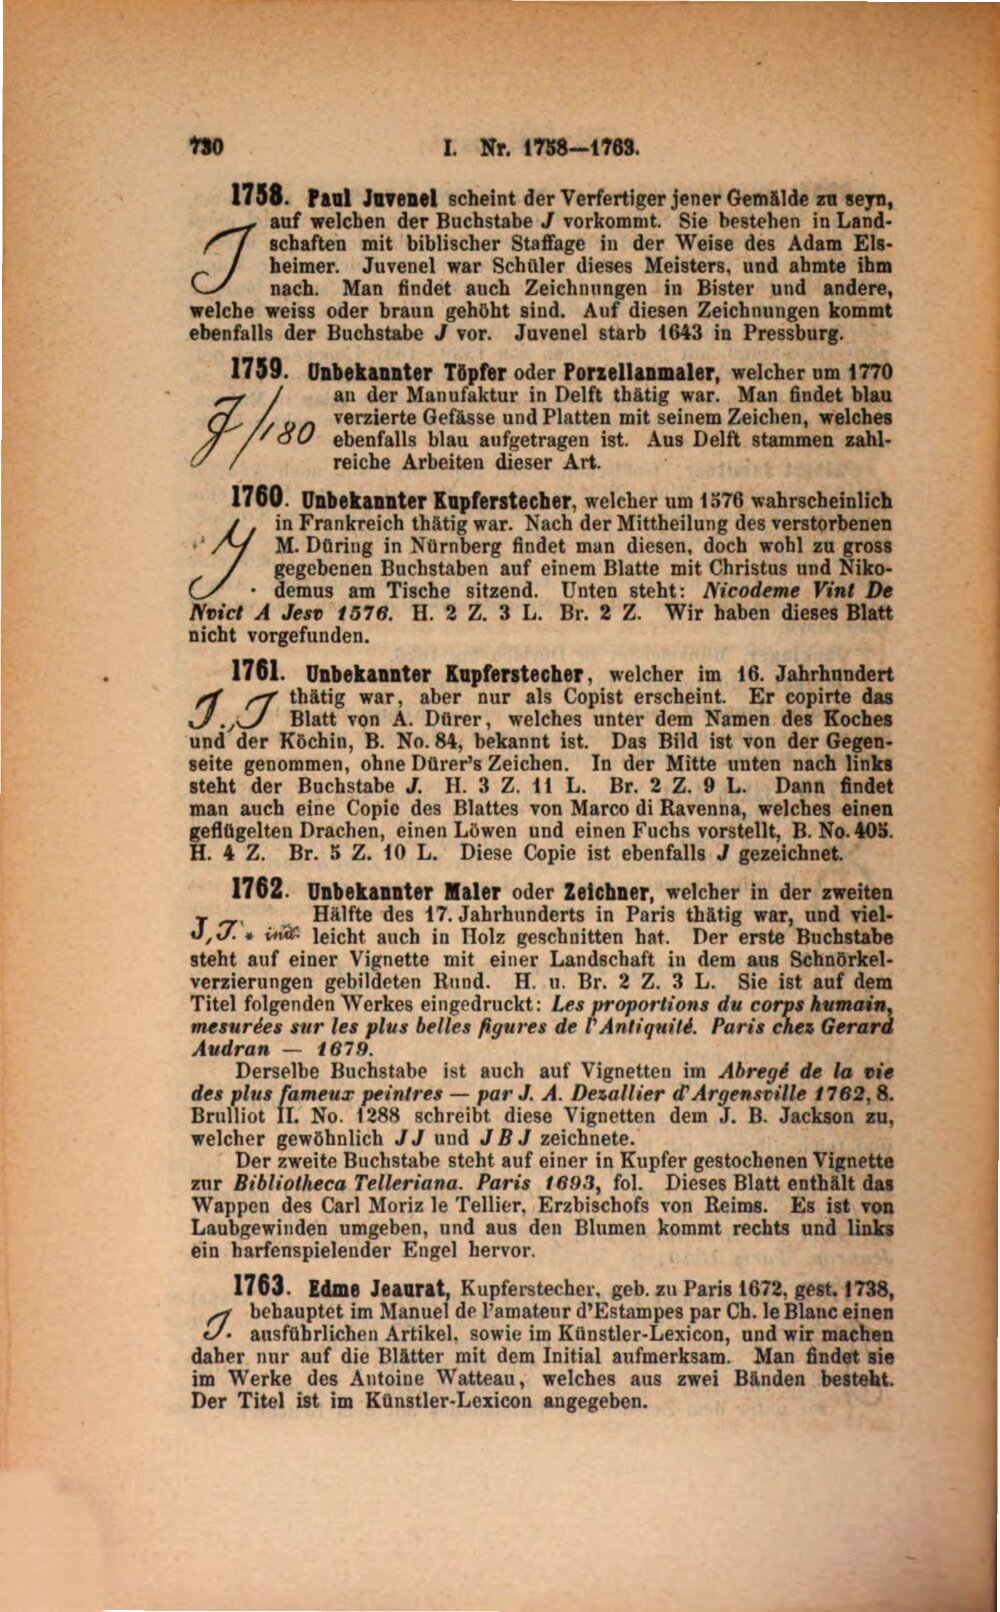 730 I. Nr. 1758—1763.
1758. Paul Juvenel scheint der Verfertiger jener Gemälde zu seyn,
J auf welchen der Buchstabe J vorkommt. Sie bestehen in Land-
schaften mit biblischer Staffage in der Weise des Adam Els-
heimer. Juvenel war Schüler dieses Meisters, und ahmte ihm
nach. Man findet auch Zeichnungen in Bister und andere,
welche weiss oder braun gehöht sind. Auf diesen Zeichnungen kommt
ebenfalls der Buchstabe J vor. Juvenel starb 1643 in Pressburg.
1759. Unbekannter Töpfer oder Porzellanmaler, welcher um 1770
an der Manufaktur in Delft thätig war. Man findet blau
J/180 verzierte Gefässe und Platten mit seinem Zeichen, welches
ebenfalls blau aufgetragen ist. Aus Delft stammen zahl-
reiche Arbeiten dieser Art.
1760. Unbekannter Kupferstecher, welcher um 1576 wahrscheinlich
in Frankreich thätig war. Nach der Mittheilung des verstorbenen
M. Düring in Nürnberg findet man diesen, doch wohl zu gross
gegebenen Buchstaben auf einem Blatte mit Christus und Niko-
demus am Tische sitzend. Unten steht: Nicodeme Vint De
Nvict A Jesv 1576. H. 2 Z. 3 L. Br. 2 Z. Wir haben dieses Blatt
nicht vorgefunden.
1761. Unbekannter Kupferstecher, welcher im 16. Jahrhundert
J., J thätig war, aber nur als Copist erscheint. Er copirte das
Blatt von A. Dürer, welches unter dem Namen des Koches
und der Köchin, B. No. 84, bekannt ist. Das Bild ist von der Gegen-
seite genommen, ohne Dürer's Zeichen. In der Mitte unten nach links
steht der Buchstabe J. H. 3 Z. 11 L. Br. 2 Z. 9 L. Dann findet
man auch eine Copie des Blattes von Marco di Ravenna, welches einen
geflügelten Drachen, einen Löwen und einen Fuchs vorstellt, B. No. 405.
H. 4 Z. Br. 5 Z. 10 L. Diese Copie ist ebenfalls J gezeichnet.
1762. Unbekannter Maler oder Zeichner, welcher in der zweiten
Hälfte des 17. Jahrhunderts in Paris thätig war, und viel-
J, J. * leicht auch in Holz geschnitten hat. Der erste Buchstabe
steht auf einer Vignette mit einer Landschaft in dem aus Schnörkel-
verzierungen gebildeten Rund. H. u. Br. 2 Z. 3 L. Sie ist auf dem
Titel folgenden Werkes eingedruckt: Les proportions du corps humain,
mesurées sur les plus belles figures de l'Antiquité. Paris chez Gerard
Audran — 1679.
Derselbe Buchstabe ist auch auf Vignetten im Abregé de la vie
des plus fameux peintres — par J. A. Dezallier d'Argensville 1762, 8.
Brulliot II. No. 1288 schreibt diese Vignetten dem J. B. Jackson zu,
welcher gewöhnlich JJ und JBJ zeichnete.
Der zweite Buchstabe steht auf einer in Kupfer gestochenen Vignette
zur Bibliotheca Telleriana. Paris 1693, fol. Dieses Blatt enthält das
Wappen des Carl Moriz le Tellier, Erzbischofs von Reims. Es ist von
Laubgewinden umgeben, und aus den Blumen kommt rechts und links
ein harfenspielender Engel hervor.
1763. Edme Jeaurat, Kupferstecher, geb. zu Paris 1672, gest. 1738,
behauptet im Manuel de l'amateur d'Estampes par Ch. le Blanc einen
J. ausführlichen Artikel, sowie im Künstler-Lexicon, und wir machen
daher nur auf die Blätter mit dem Initial aufmerksam. Man findet sie
im Werke des Antoine Watteau, welches aus zwei Bänden besteht.
Der Titel ist im Künstler-Lexicon angegeben.